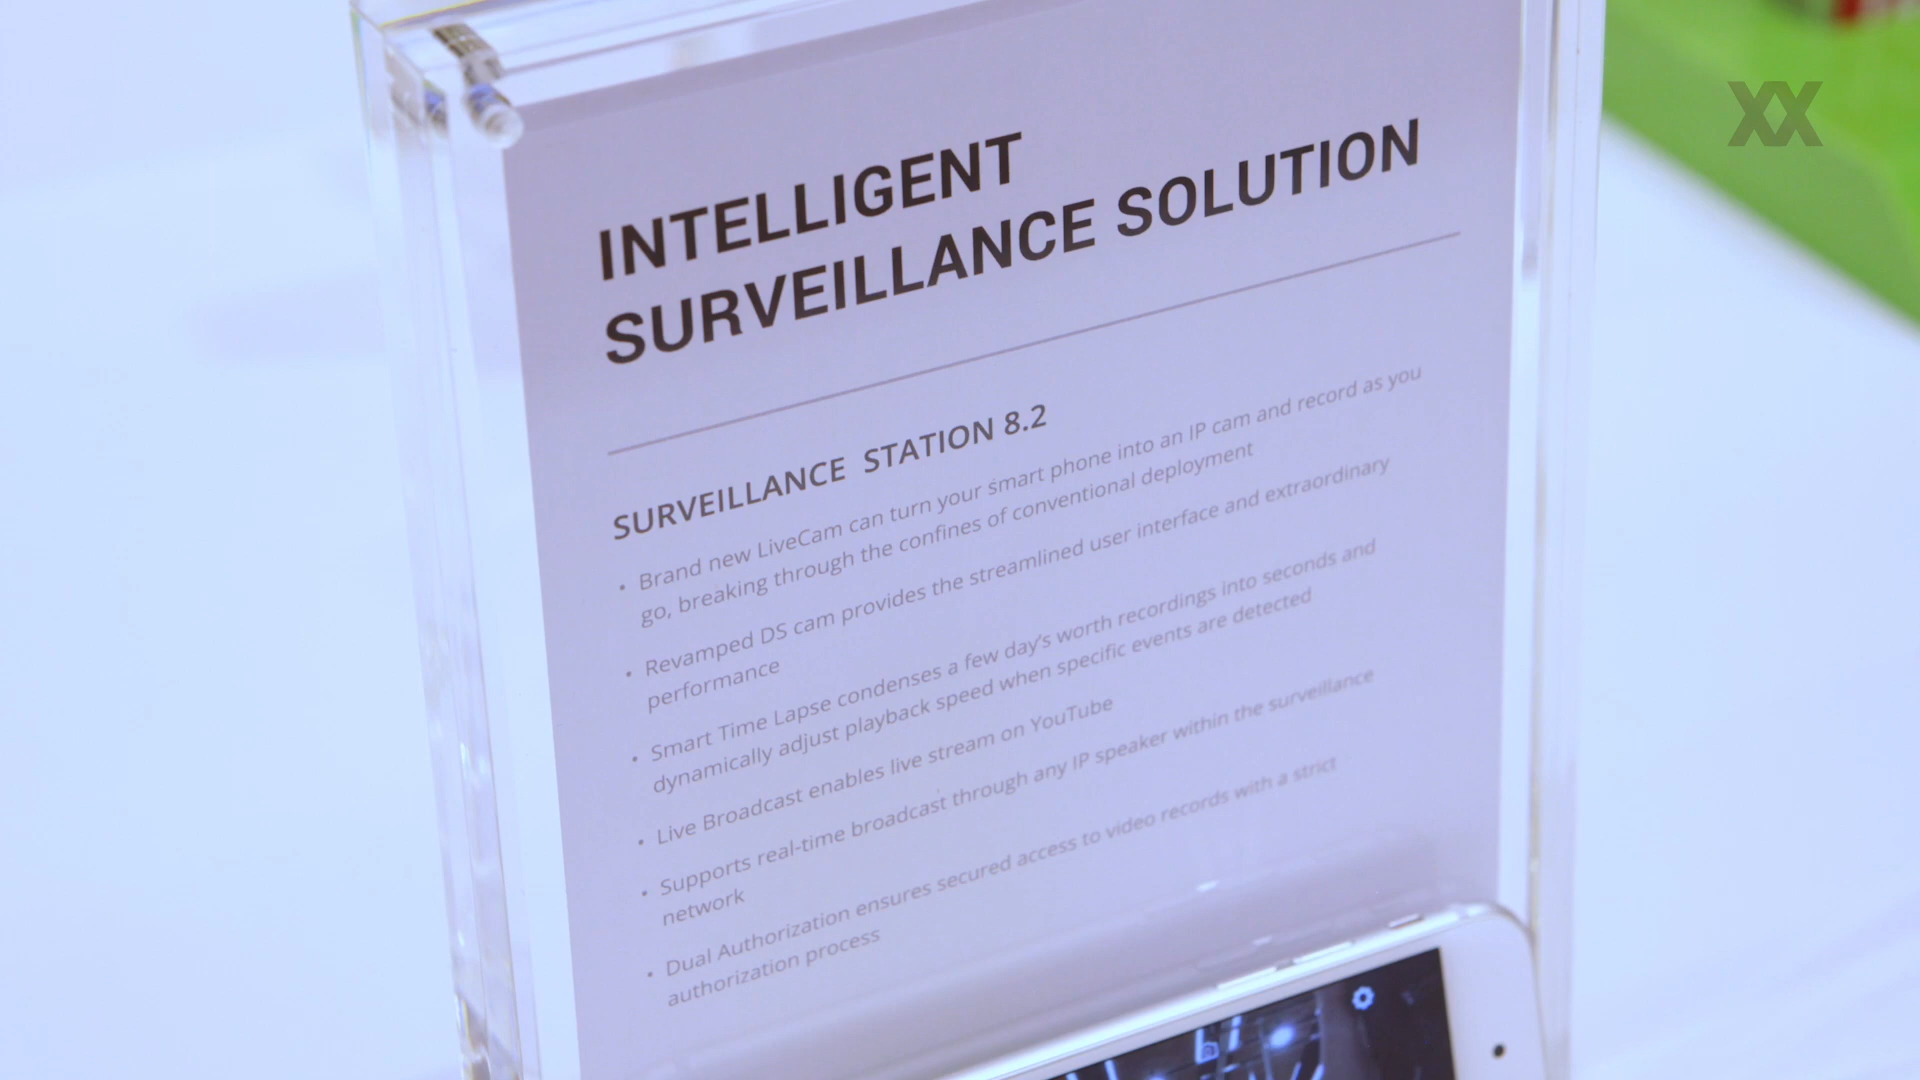 XX
INTELLIGENT
SURVEILLANCE SOLUTION
SURVEILLANCE STATION 8.2
• Brand new LiveCam can turn your smart phone into an IP cam and record as you
go, breaking through the confines of conventional deployment
• Revamped DS cam provides the streamlined user interface and extraordinary
performance
• Smart Time Lapse condenses a few day's worth recordings into seconds and
dynamically adjust playback speed when specific events are detected
• Live Broadcast enables live stream on YouTube
• Supports real-time broadcast through any IP speaker within the surveillance
network
• Dual Authorization ensures secured access to video records with a strict
authorization process